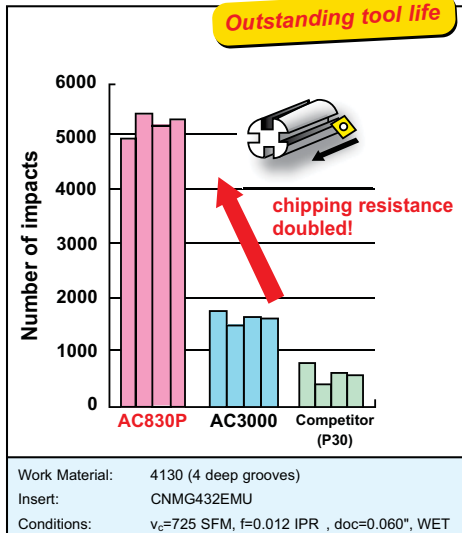 Outstanding tool life
6000
5000
4000
3000
2000
1000
0
Number of impacts
chipping resistance
doubled!
AC830P AC3000 Competitor
(P30)
Work Material: 4130 (4 deep grooves)
Insert: CNMG432EMU
Conditions: vc=725 SFM, f=0.012 IPR , doc=0.060", WET